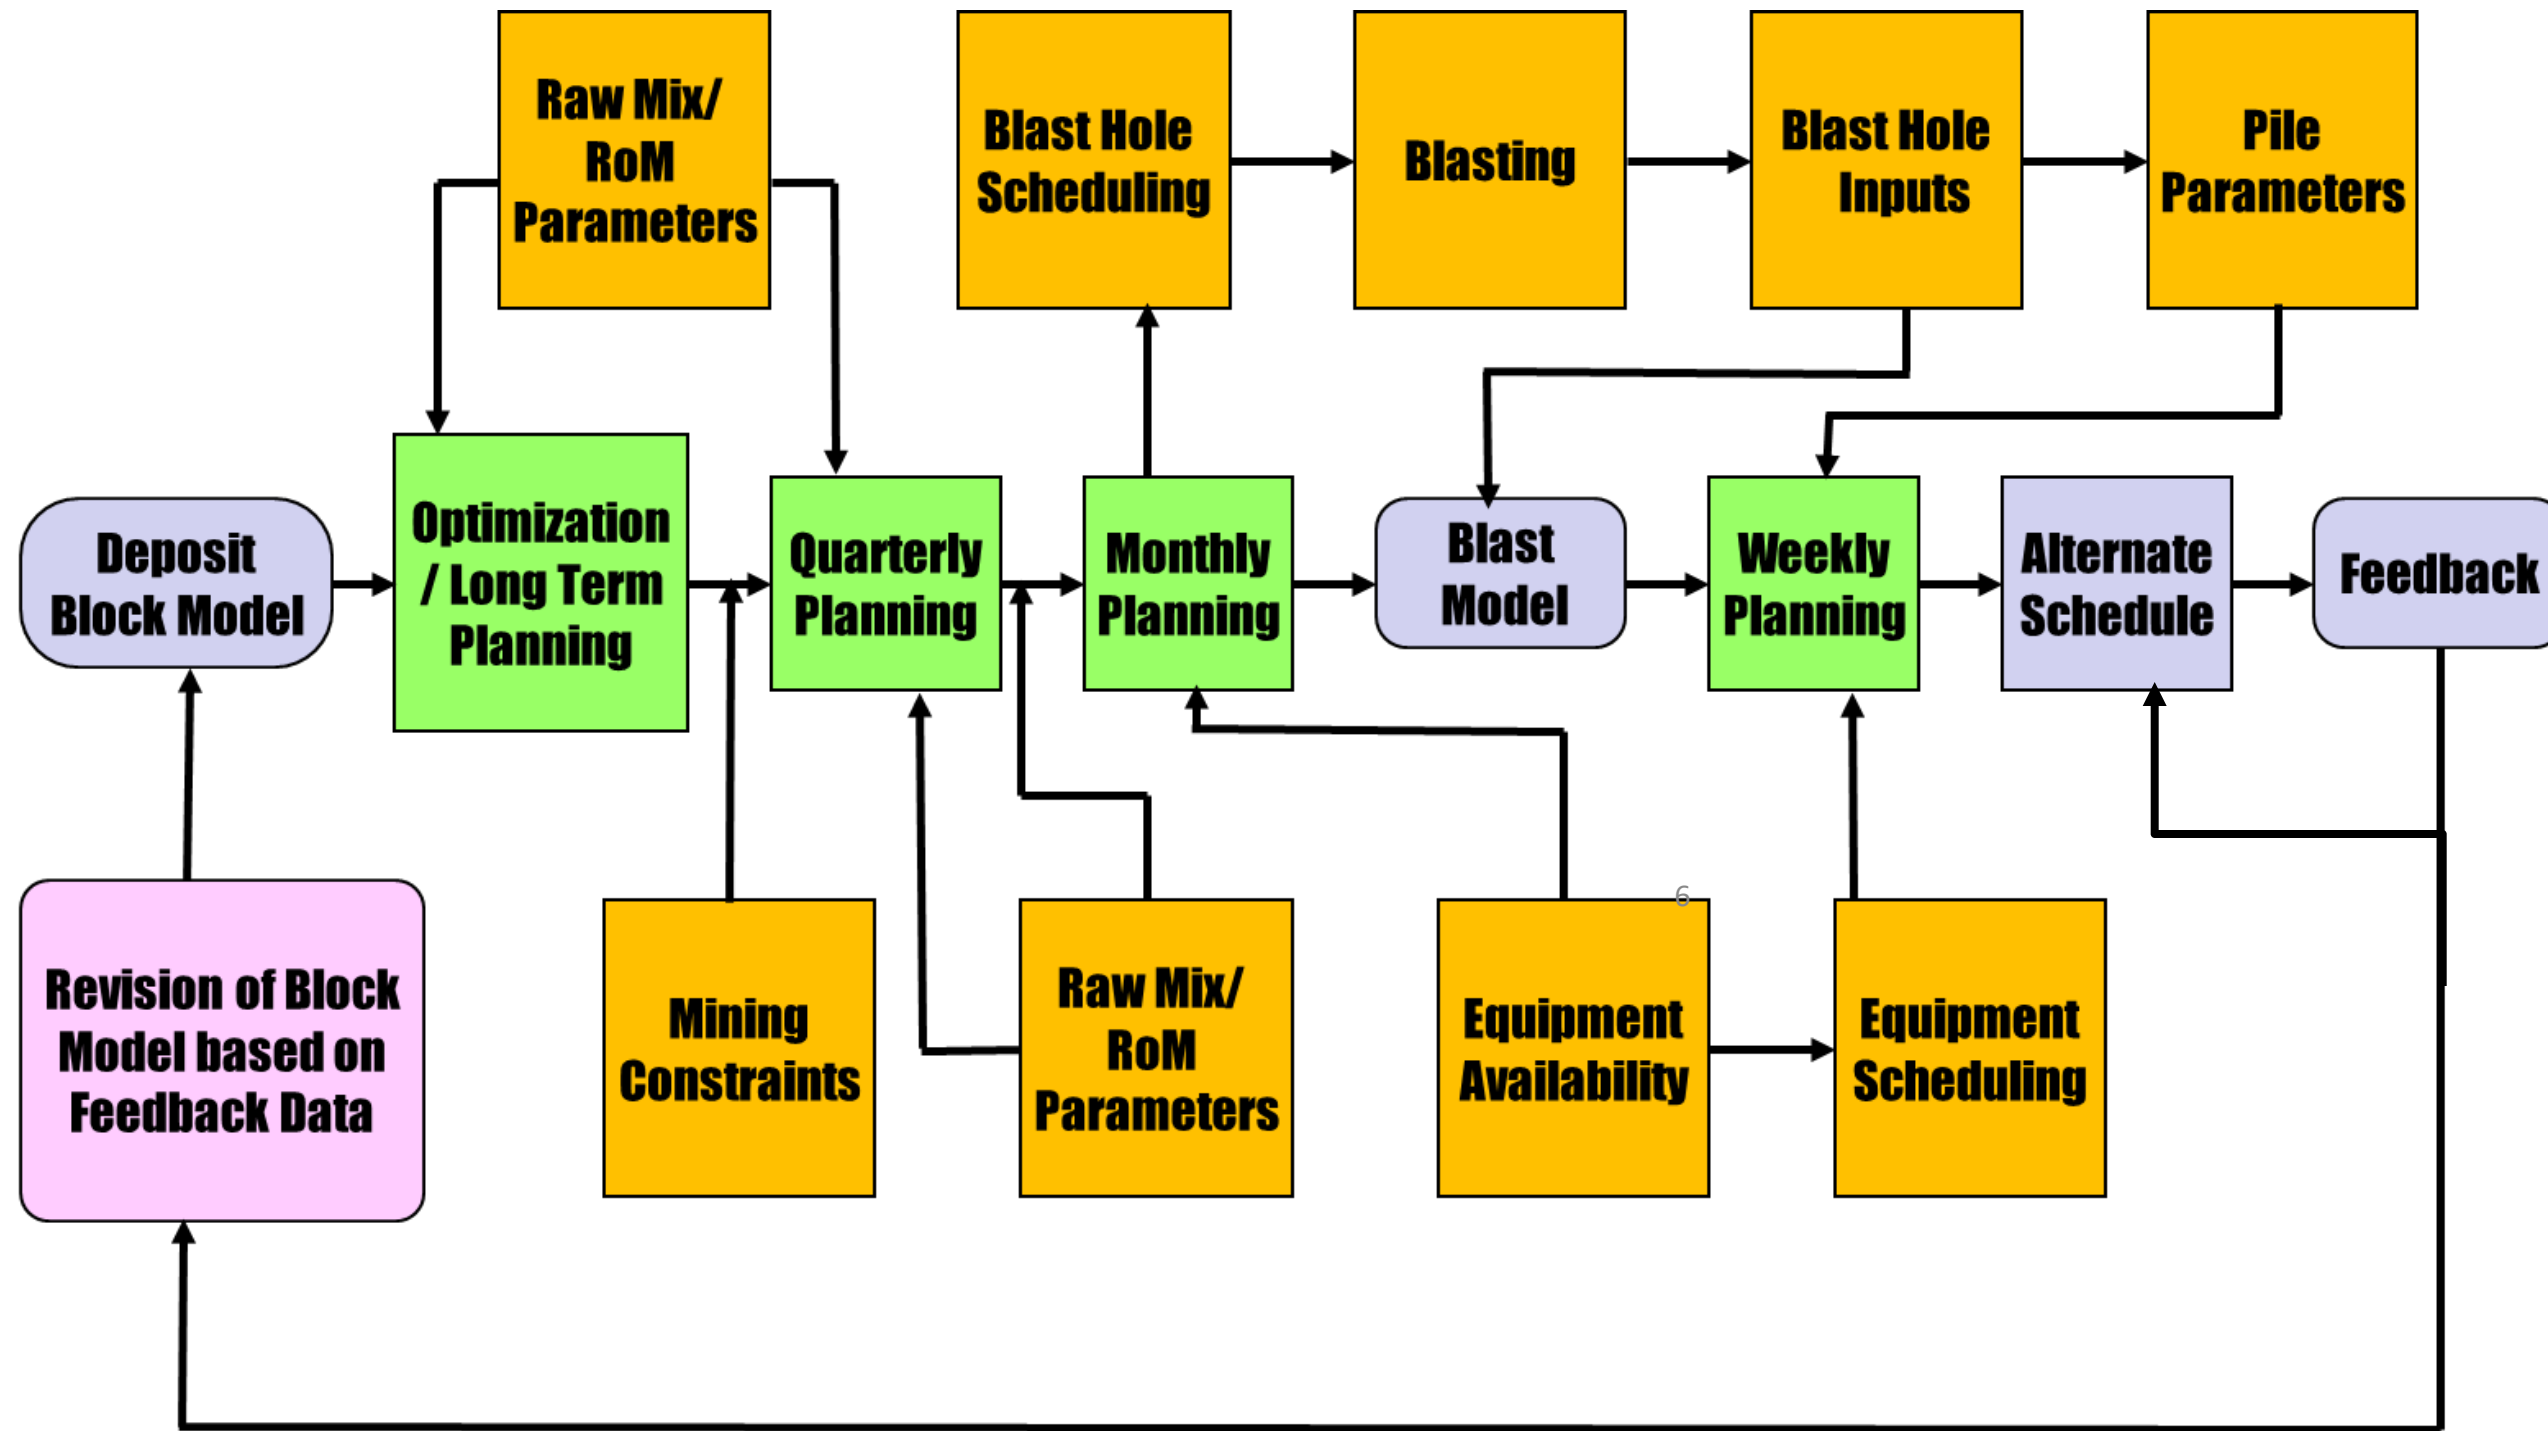 Raw Mix/
RoM
Parameters
Blast Hole
Scheduling
Blasting
Blast Hole
Inputs
Pile
Parameters
Deposit
Block Model
Optimization
/ Long Term
Planning
Quarterly
Planning
Monthly
Planning
Blast
Model
Weekly
Planning
Alternate
Schedule
Feedback
Revision of Block
Model based on
Feedback Data
Mining
Constraints
Raw Mix/
RoM
Parameters
Equipment
Availability
6
Equipment
Scheduling